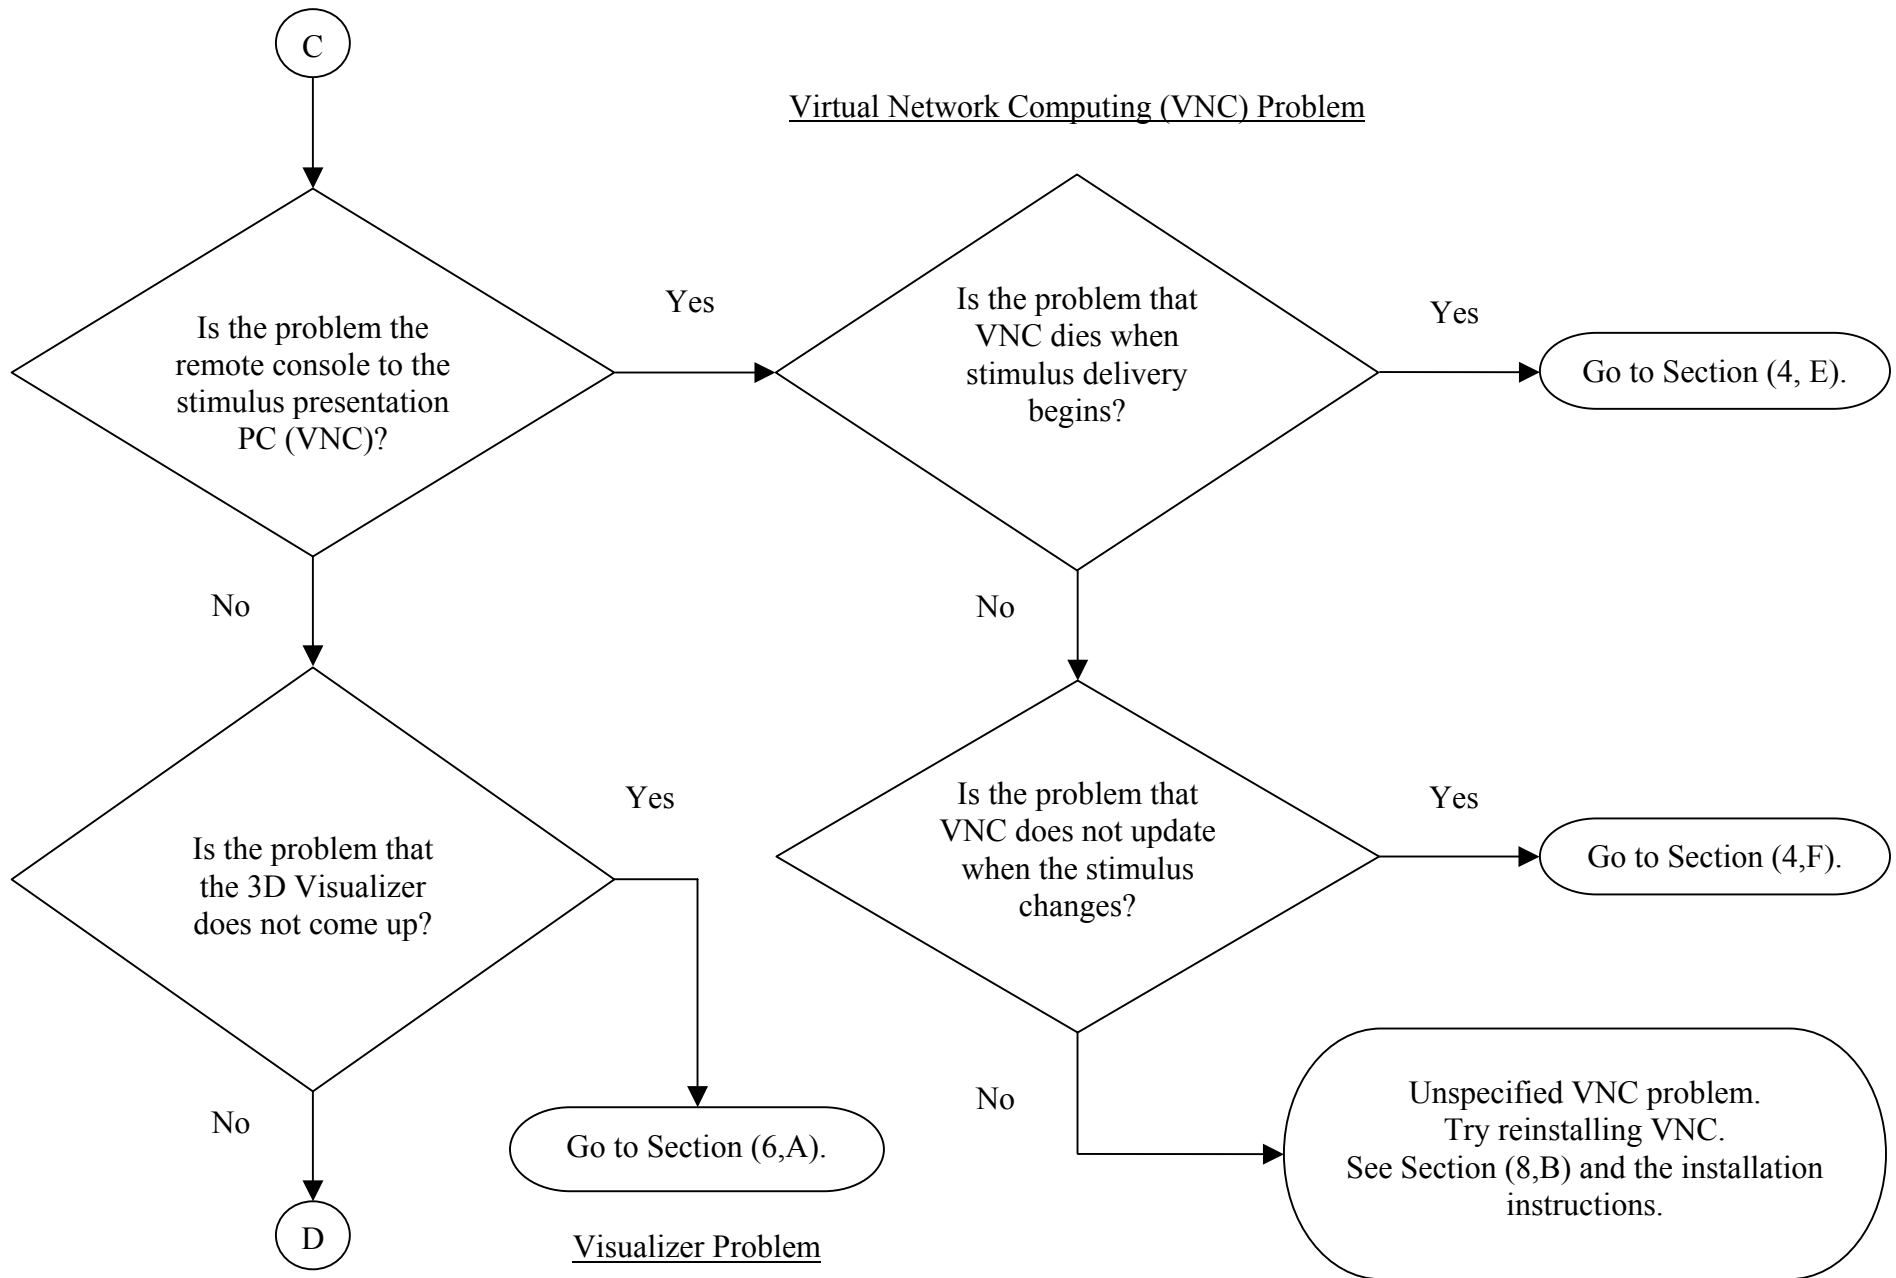 C
Virtual Network Computing (VNC) Problem
Is the problem the
remote console to the
stimulus presentation
PC (VNC)?
Yes
Is the problem that
VNC dies when
stimulus delivery
begins?
Yes
Go to Section (4, E).
No
No
Is the problem that
the 3D Visualizer
does not come up?
Yes
Is the problem that
VNC does not update
when the stimulus
changes?
Yes
Go to Section (4,F).
No
Go to Section (6,A).
No
Unspecified VNC problem.
Try reinstalling VNC.
See Section (8,B) and the installation
instructions.
D
Visualizer Problem